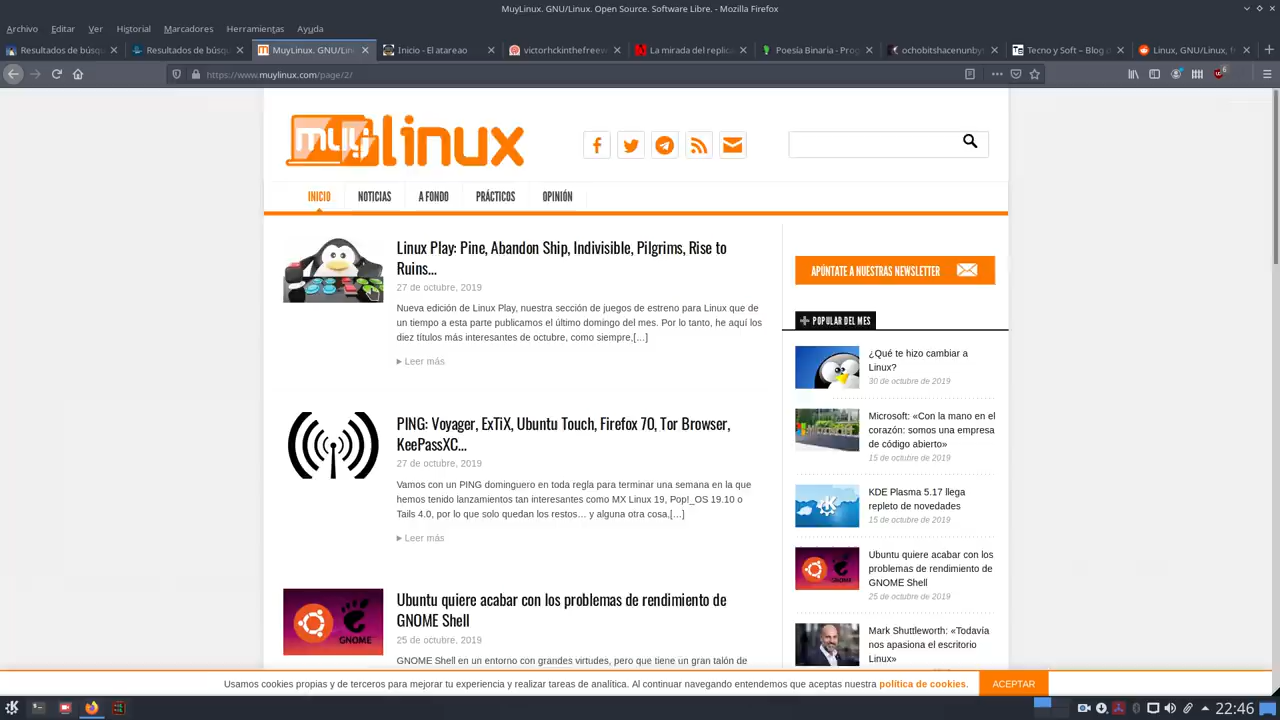 MuyLinux. GNU/Linux. Open Source. Software Libre. - Mozilla Firefox
Archivo Editar Ver Historial Marcadores Herramientas Ayuda
Resultados de búsqu
Resultados de búsqu
MuyLinux. GNU/Lin
Inicio - El atareao
victorhckinthefreew
La mirada del replica
Poesía Binaria - Prog
ochobitshacenunbyt
Tecno y Soft – Blog d
Linux, GNU/Linux, f
https://www.muylinux.com/page/2/
6
muylinux
INICIO NOTICIAS A FONDO PRÁCTICOS OPINIÓN
Linux Play: Pine, Abandon Ship, Indivisible, Pilgrims, Rise to
Ruins...
27 de octubre, 2019
Nueva edición de Linux Play, nuestra sección de juegos de estreno para Linux que de
un tiempo a esta parte publicamos el último domingo del mes. Por lo tanto, he aquí los
diez títulos más interesantes de octubre, como siempre,[…]
Leer más
PING: Voyager, ExTiX, Ubuntu Touch, Firefox 70, Tor Browser,
KeePassXC...
27 de octubre, 2019
Vamos con un PING dominguero en toda regla para terminar una semana en la que
hemos tenido lanzamientos tan interesantes como MX Linux 19, Pop!_OS 19.10 o
Tails 4.0, por lo que solo quedan los restos… y alguna otra cosa,[…]
Leer más
GNOME
Ubuntu quiere acabar con los problemas de rendimiento de
GNOME Shell
25 de octubre, 2019
GNOME Shell en un entorno con grandes virtudes, pero que tiene un gran talón de
APÚNTATE A NUESTRAS NEWSLETTER
POPULAR DEL MES
¿Qué te hizo cambiar a
Linux?
30 de octubre de 2019
Microsoft: «Con la mano en el
corazón: somos una empresa
de código abierto»
15 de octubre de 2019
KDE Plasma 5.17 llega
repleto de novedades
15 de octubre de 2019
GNOME
Ubuntu quiere acabar con los
problemas de rendimiento de
GNOME Shell
25 de octubre de 2019
Mark Shuttleworth: «Todavía
nos apasiona el escritorio
Linux»
Usamos cookies propias y de terceros para mejorar tu experiencia y realizar tareas de analítica. Al continuar navegando entendemos que aceptas nuestra política de cookies.
ACEPTAR
22:46